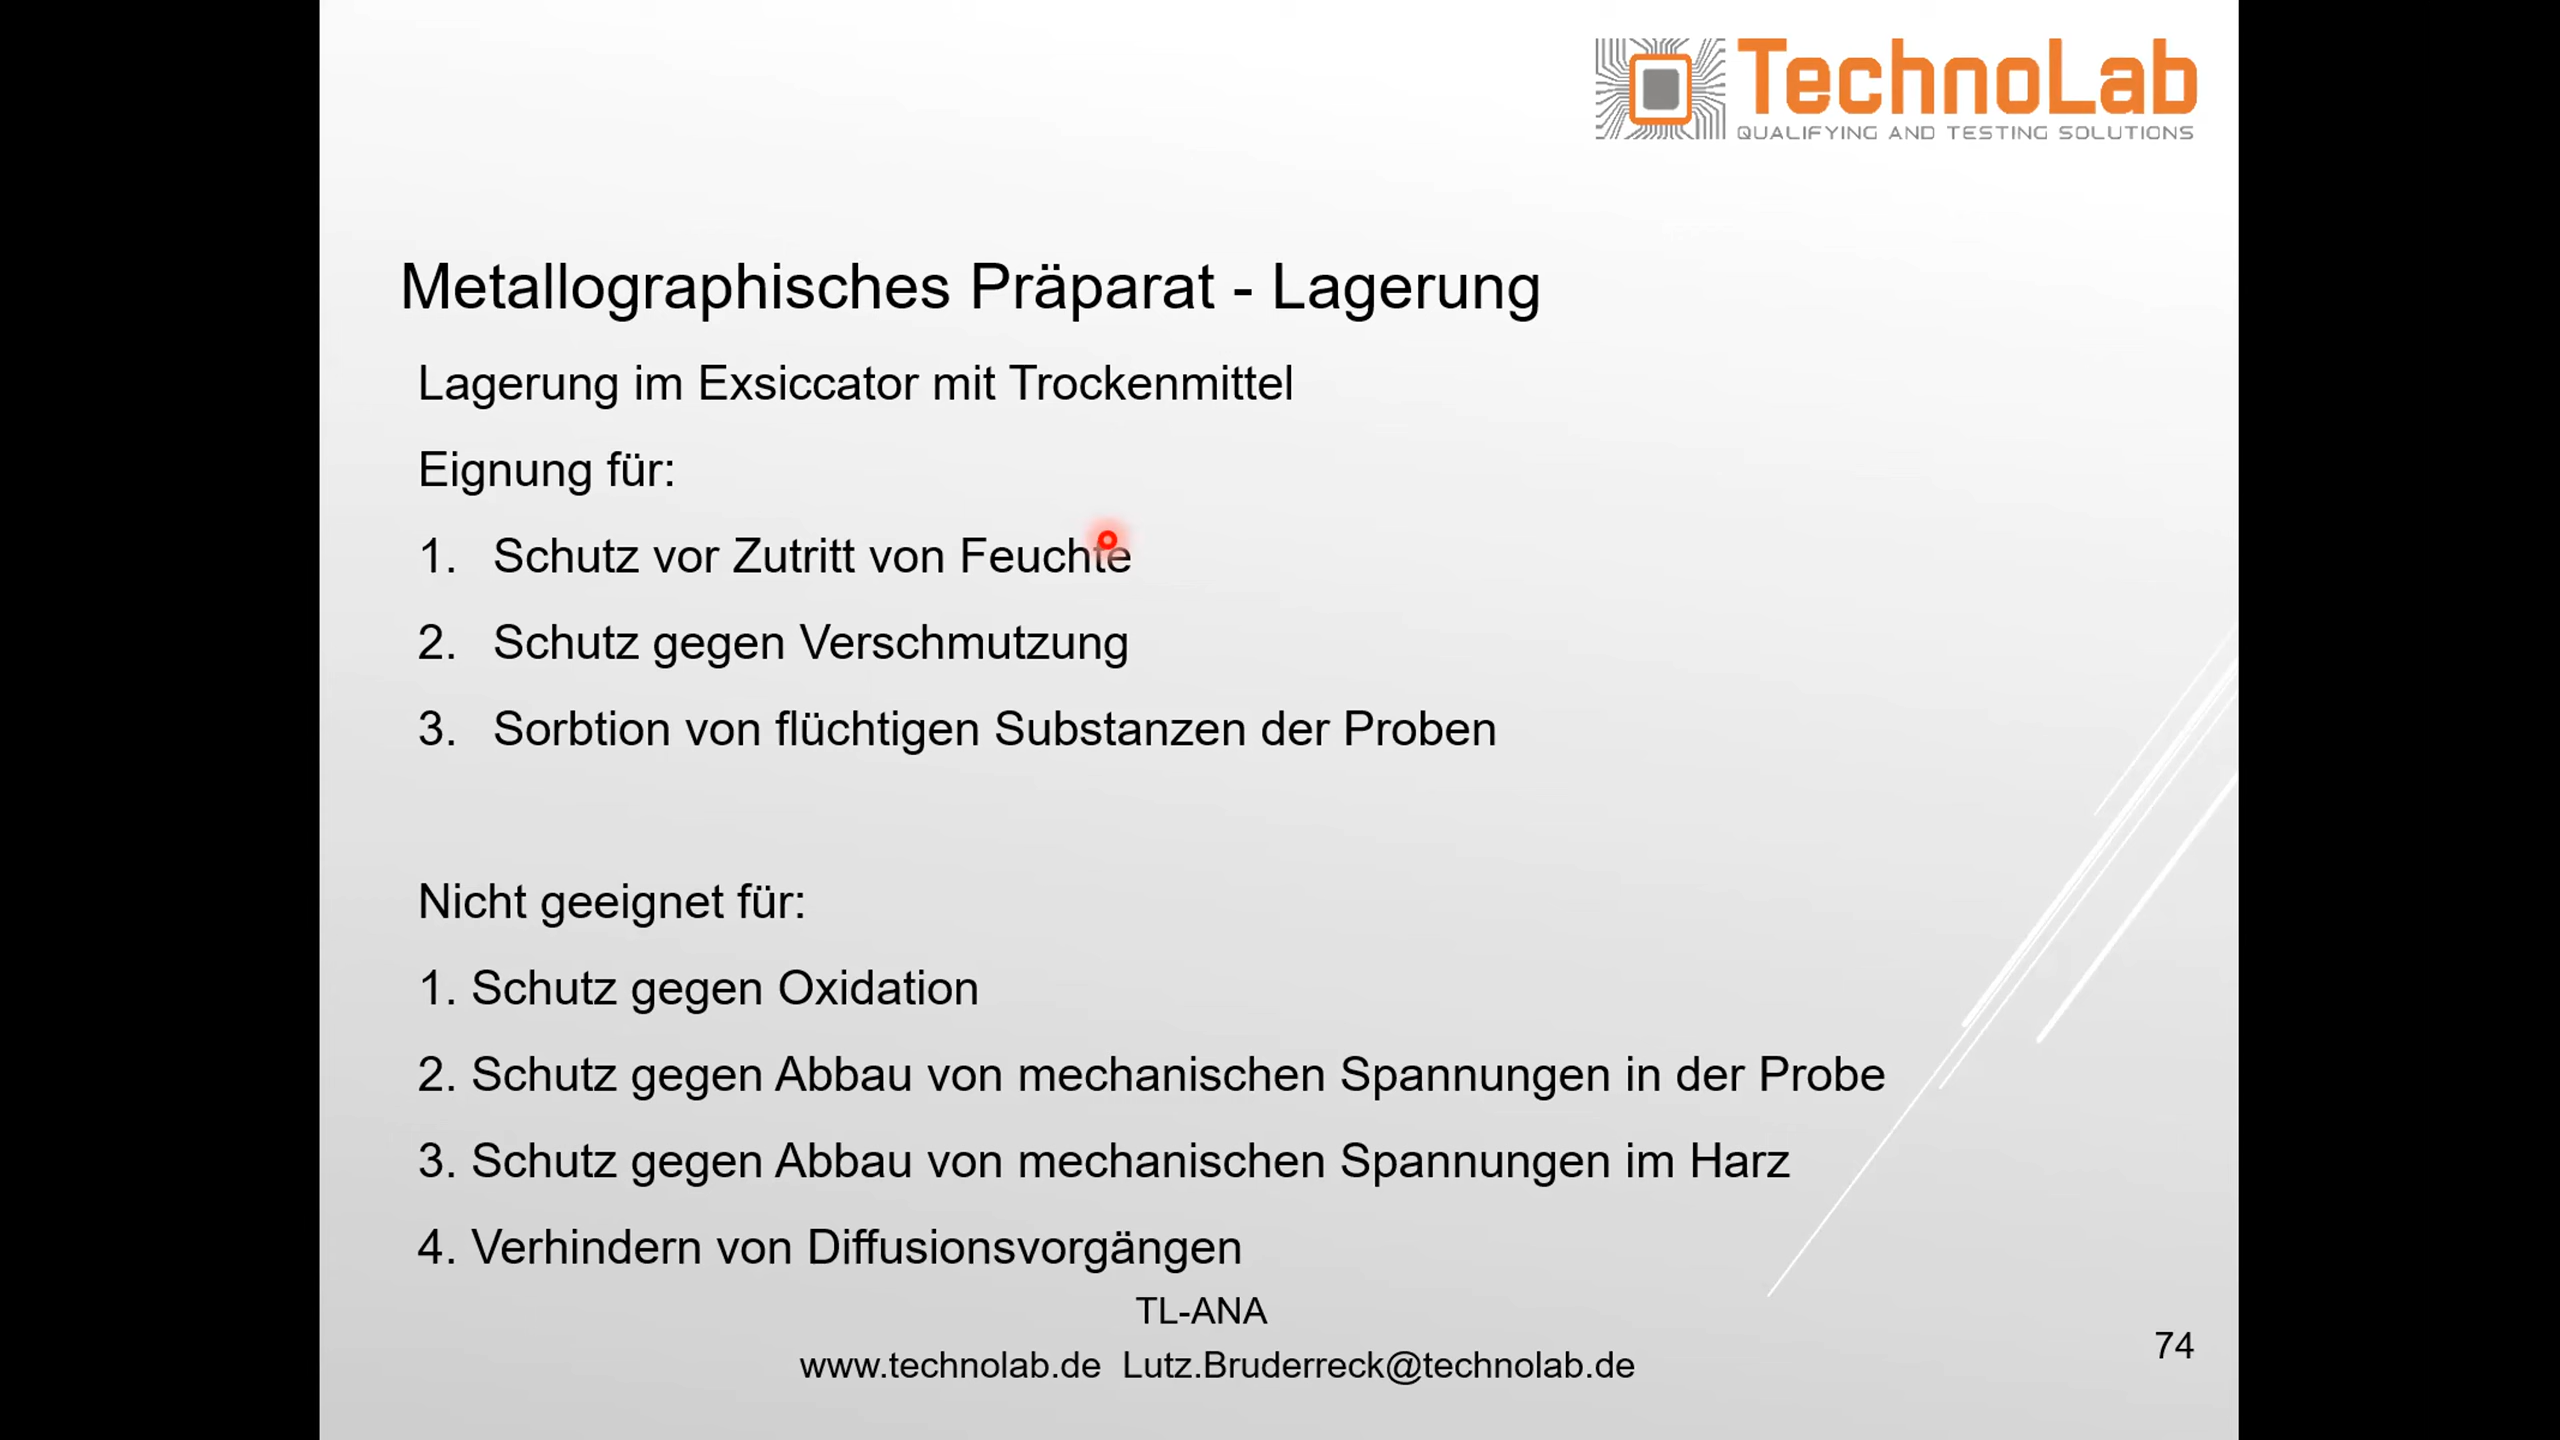 TechnoLab
QUALIFYING AND TESTING SOLUTIONS
Metallographisches Präparat - Lagerung
Lagerung im Exsiccator mit Trockenmittel
Eignung für:
1. Schutz vor Zutritt von Feuchte
2. Schutz gegen Verschmutzung
3. Sorbtion von flüchtigen Substanzen der Proben
Nicht geeignet für:
1. Schutz gegen Oxidation
2. Schutz gegen Abbau von mechanischen Spannungen in der Probe
3. Schutz gegen Abbau von mechanischen Spannungen im Harz
4. Verhindern von Diffusionsvorgängen
TL-ANA
www.technolab.de Lutz.Bruderreck@technolab.de
74